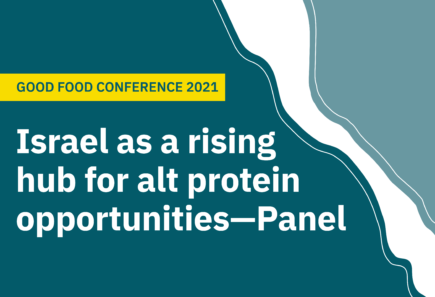 GOOD FOOD CONFERENCE 2021
Israel as a rising
hub for alt protein
opportunities—Panel